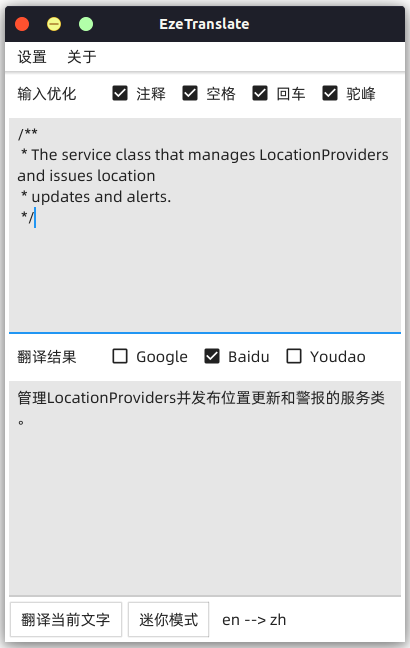 EzeTranslate
设置 关于
输入优化 注释 空格 回车 驼峰
/**
* The service class that manages LocationProviders
and issues location
* updates and alerts.
*/
翻译结果 Google Baidu Youdao
管理LocationProviders并发布位置更新和警报的服务类
。
翻译当前文字 迷你模式 en --> zh